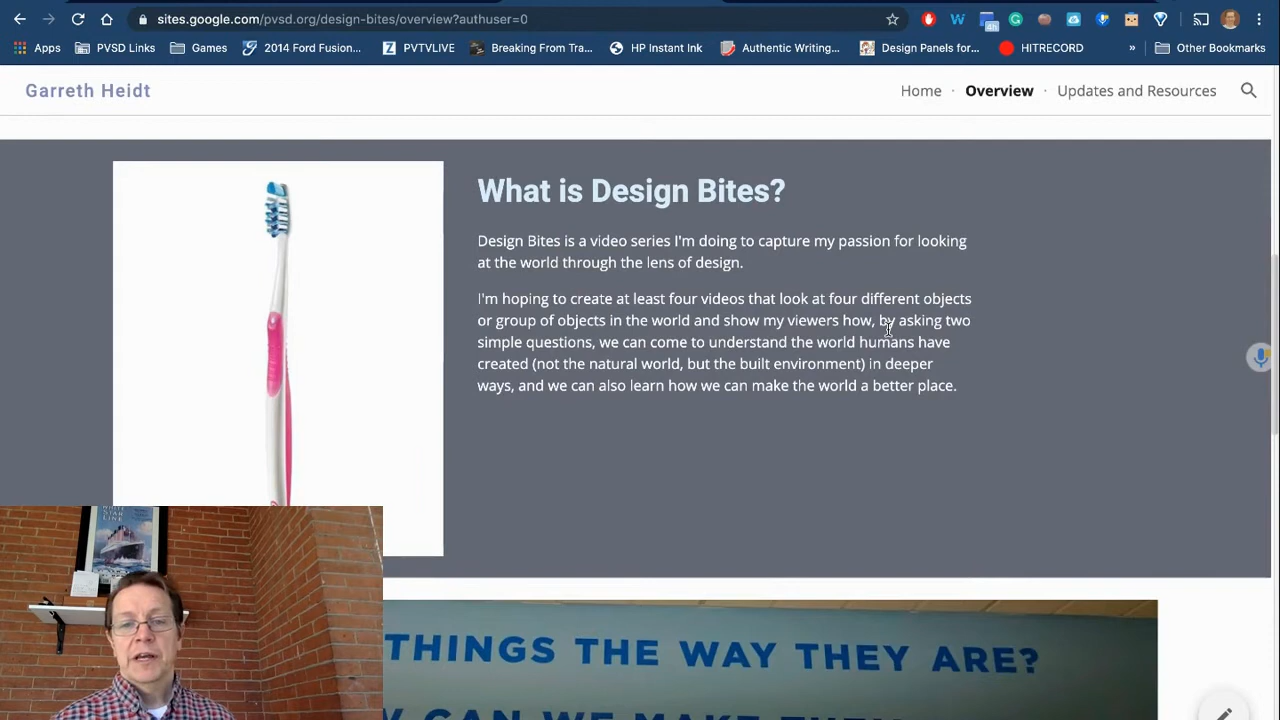 sites.google.com/pvsd.org/design-bites/overview?authuser=0
Apps PVSD Links Games 2014 Ford Fusion... PVTVLIVE Breaking From Tra... HP Instant Ink Authentic Writing... Design Panels for... HITRECORD » Other Bookmarks
Garreth Heidt Home · Overview · Updates and Resources
What is Design Bites?
Design Bites is a video series I'm doing to capture my passion for looking
at the world through the lens of design.
I'm hoping to create at least four videos that look at four different objects
or group of objects in the world and show my viewers how, by asking two
simple questions, we can come to understand the world humans have
created (not the natural world, but the built environment) in deeper
ways, and we can also learn how we can make the world a better place.
WHITE
STAR
LINE
THINGS THE WAY THEY ARE?
CAN WE MAKE